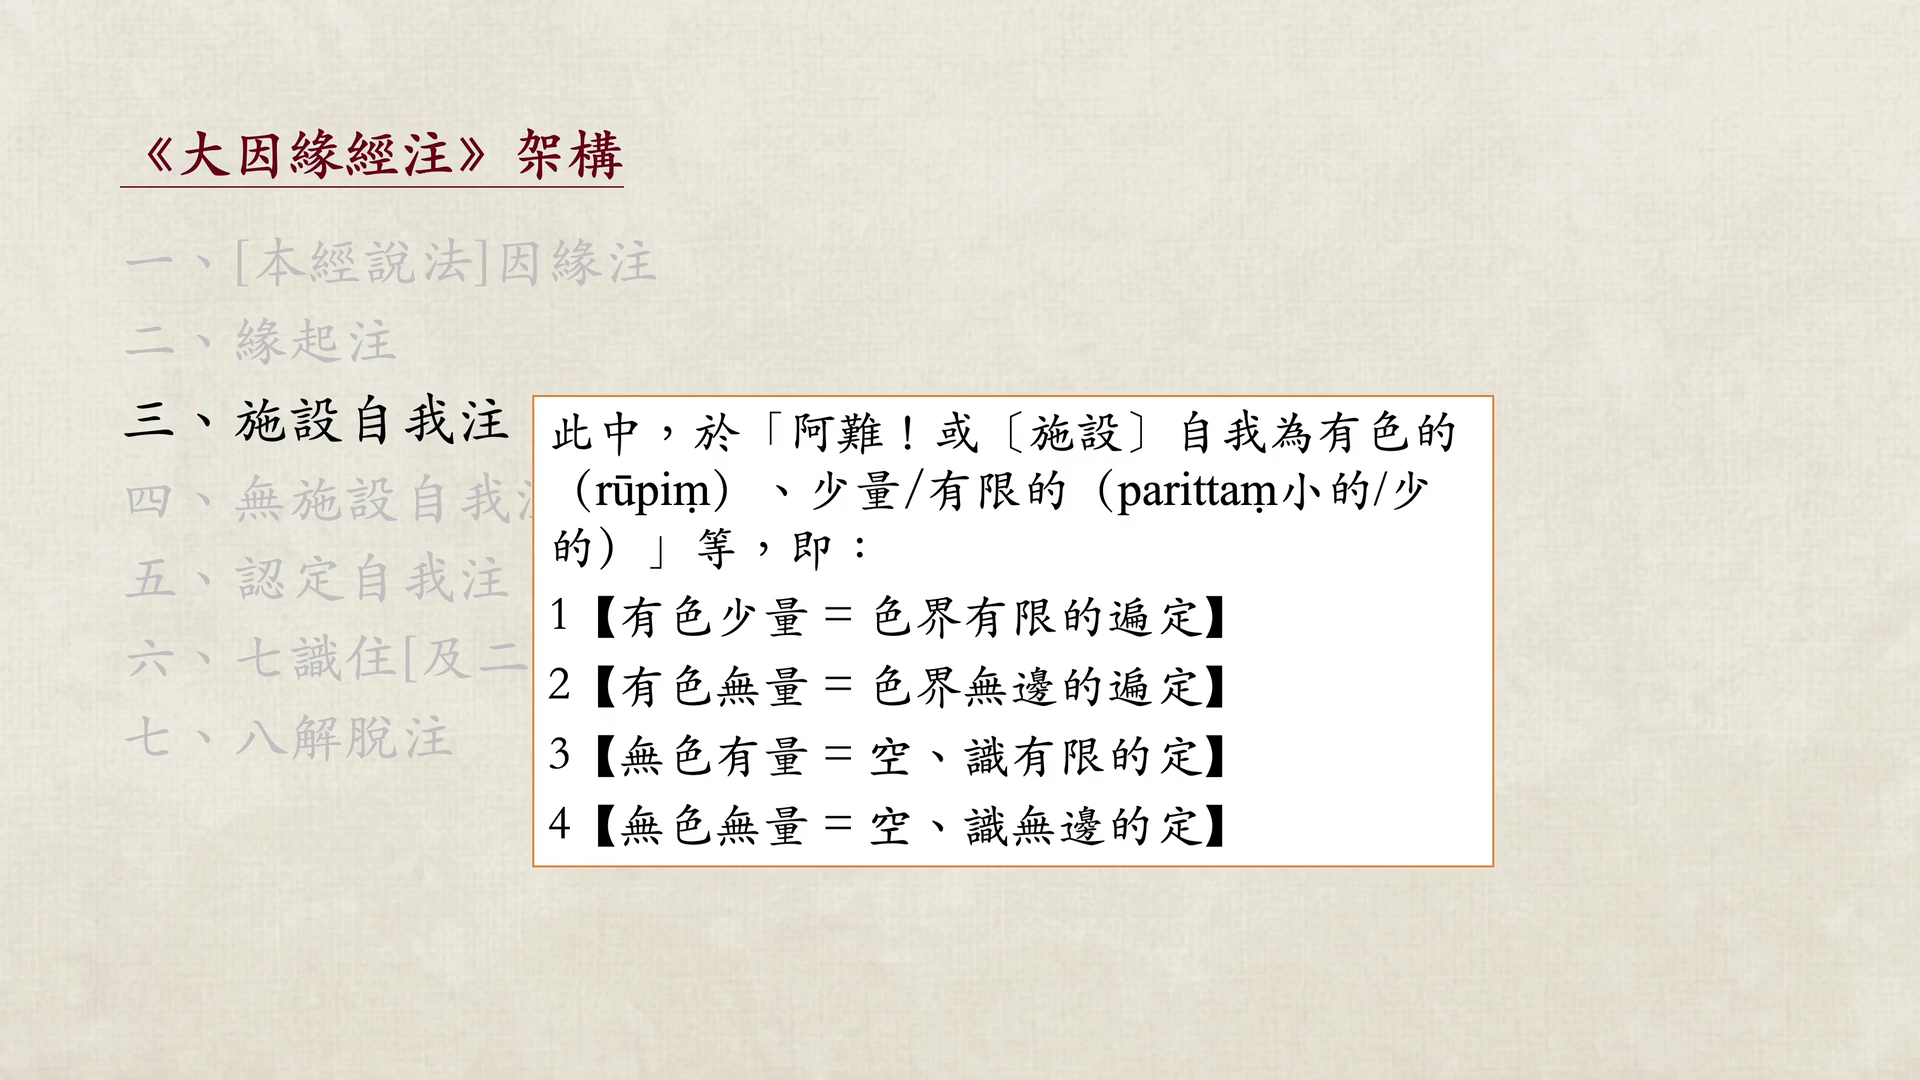 《大因緣經注》架構
一、[本經說法]因緣注
二、緣起注
三、施設自我注
四、無施設自我注
五、認定自我注
六、七識住[及二
七、八解脫注
此中，於「阿難！或〔施設〕自我為有色的
（rūpiṃ）、少量/有限的（parittaṃ小的/少
的）」等，即：
1【有色少量 = 色界有限的遍定】
2【有色無量 = 色界無邊的遍定】
3【無色有量 = 空、識有限的定】
4【無色無量 = 空、識無邊的定】